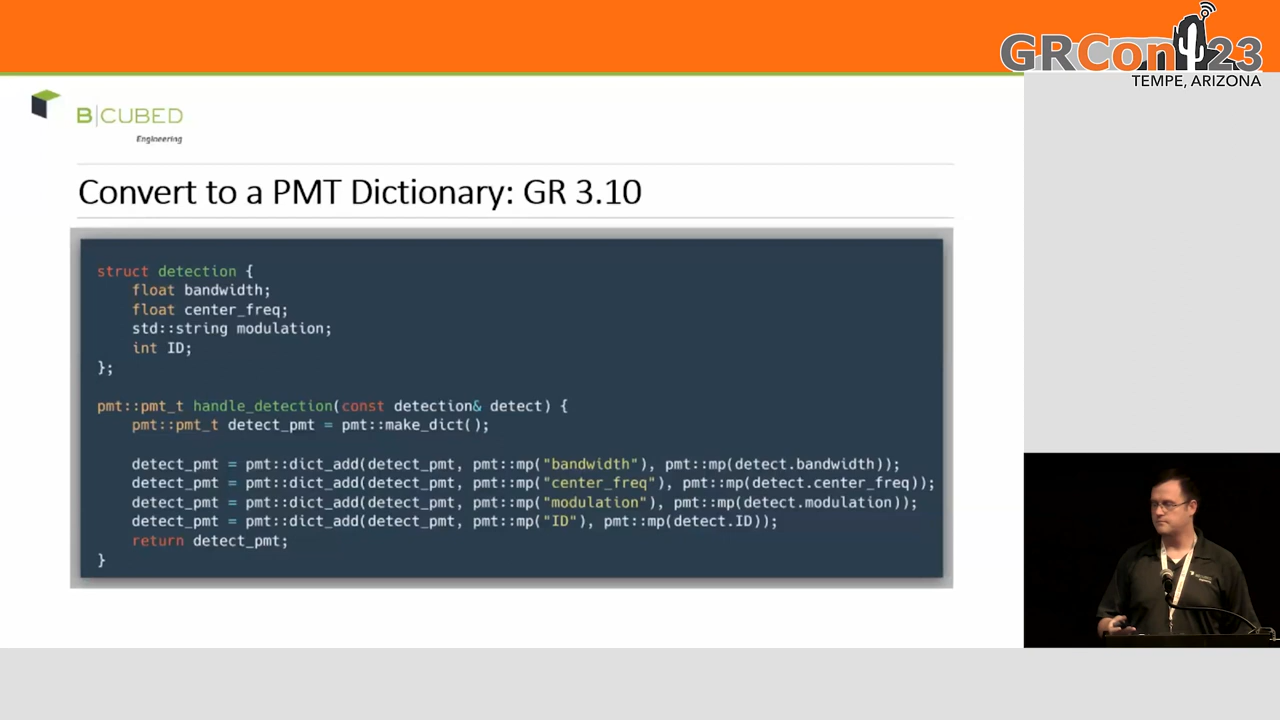 GRCon 23
TEMPE, ARIZONA
B|CUBED
Engineering
Convert to a PMT Dictionary: GR 3.10
struct detection {
    float bandwidth;
    float center_freq;
    std::string modulation;
    int ID;
};
pmt::pmt_t handle_detection(const detection& detect) {
    pmt::pmt_t detect_pmt = pmt::make_dict();
    detect_pmt = pmt::dict_add(detect_pmt, pmt::mp("bandwidth"), pmt::mp(detect.bandwidth));
    detect_pmt = pmt::dict_add(detect_pmt, pmt::mp("center_freq"), pmt::mp(detect.center_freq));
    detect_pmt = pmt::dict_add(detect_pmt, pmt::mp("modulation"), pmt::mp(detect.modulation));
    detect_pmt = pmt::dict_add(detect_pmt, pmt::mp("ID"), pmt::mp(detect.ID));
    return detect_pmt;
}